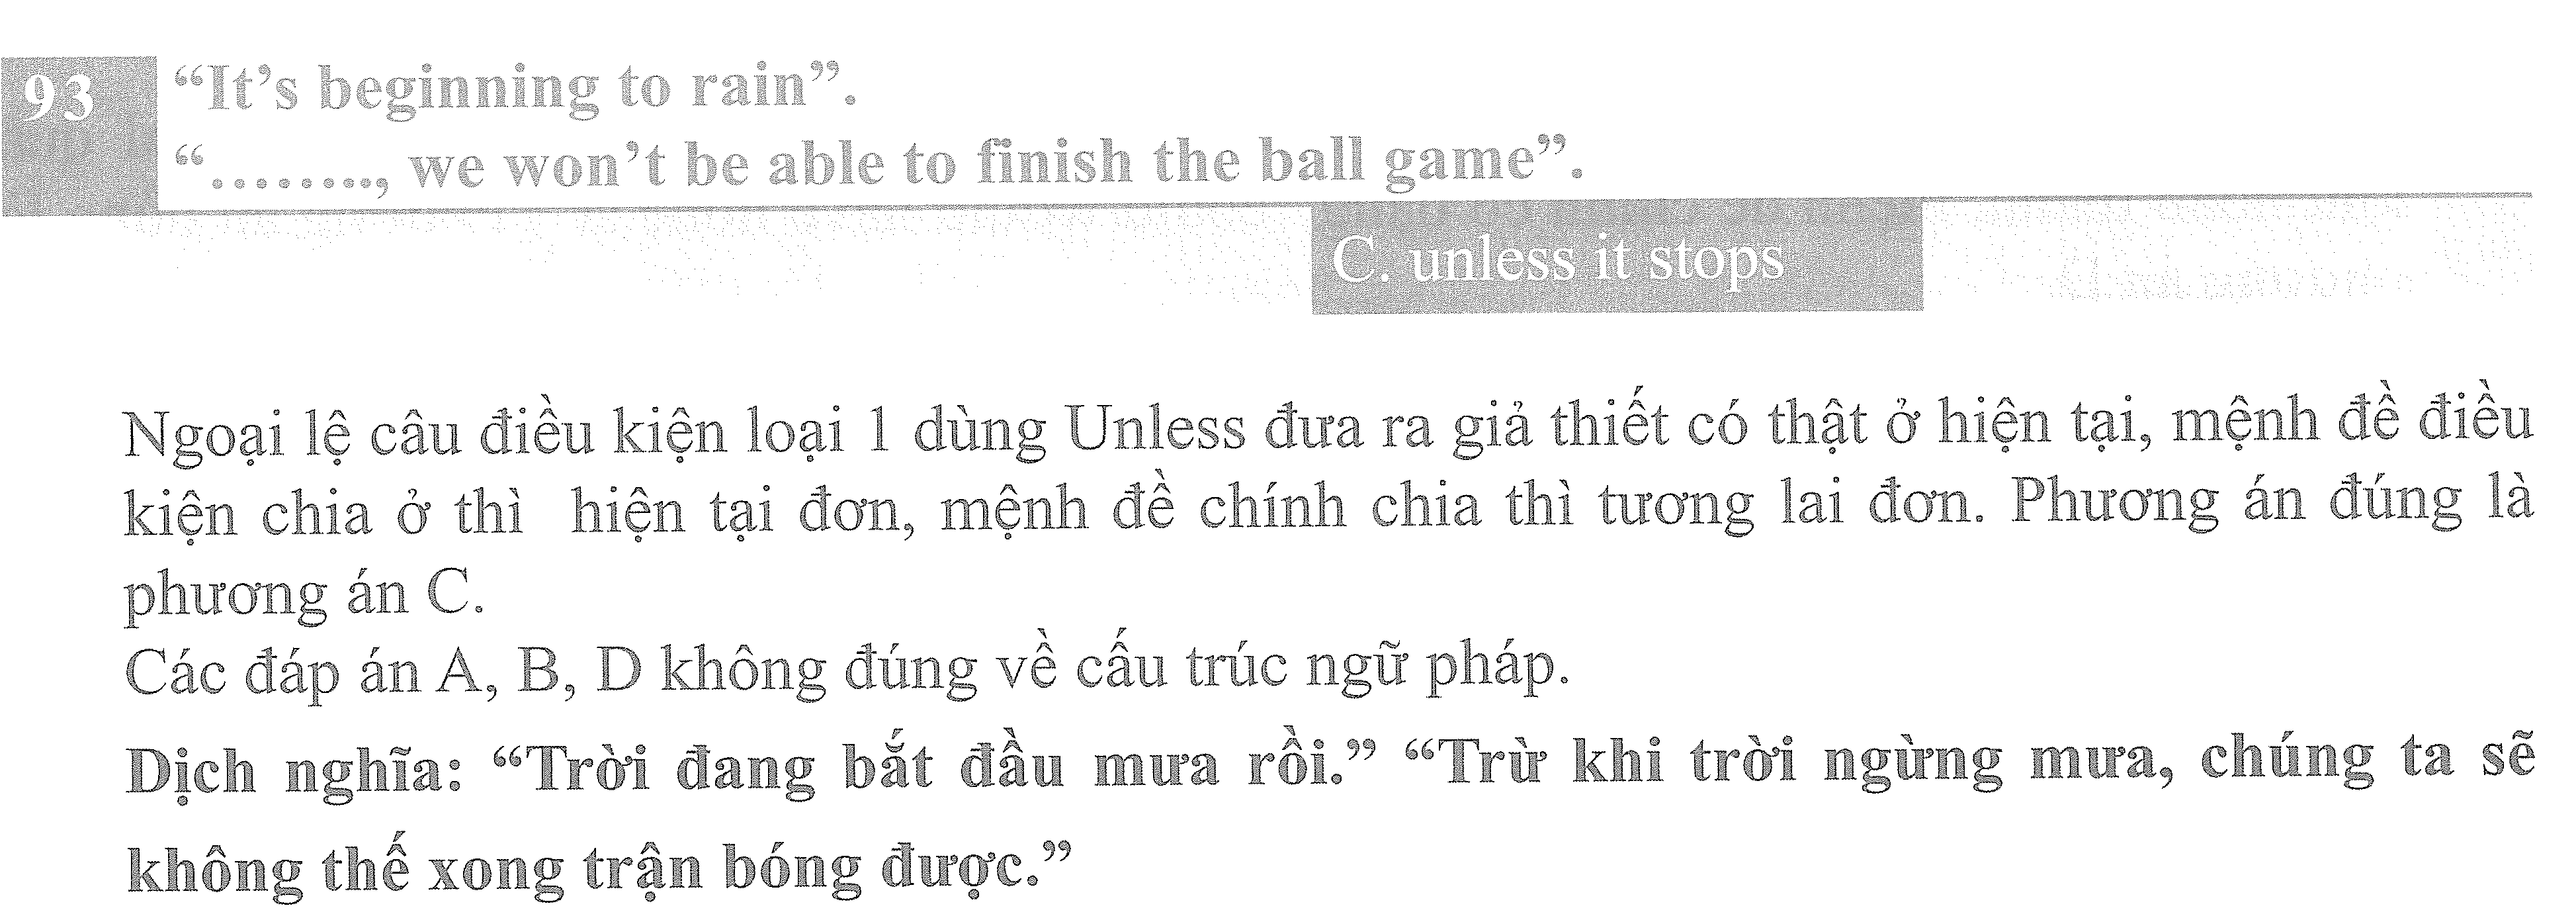 93 “It’s beginning to rain”.
“........, we won’t be able to finish the ball game”.
C. unless it stops
Ngoại lệ câu điều kiện loại 1 dùng Unless đưa ra giả thiết có thật ở hiện tại, mệnh đề điều
kiện chia ở thì hiện tại đơn, mệnh đề chính chia thì tương lai đơn. Phương án đúng là
phương án C.
Các đáp án A, B, D không đúng về cấu trúc ngữ pháp.
Dịch nghĩa: “Trời đang bắt đầu mưa rồi.” “Trừ khi trời ngừng mưa, chúng ta sẽ
không thế xong trận bóng được.”